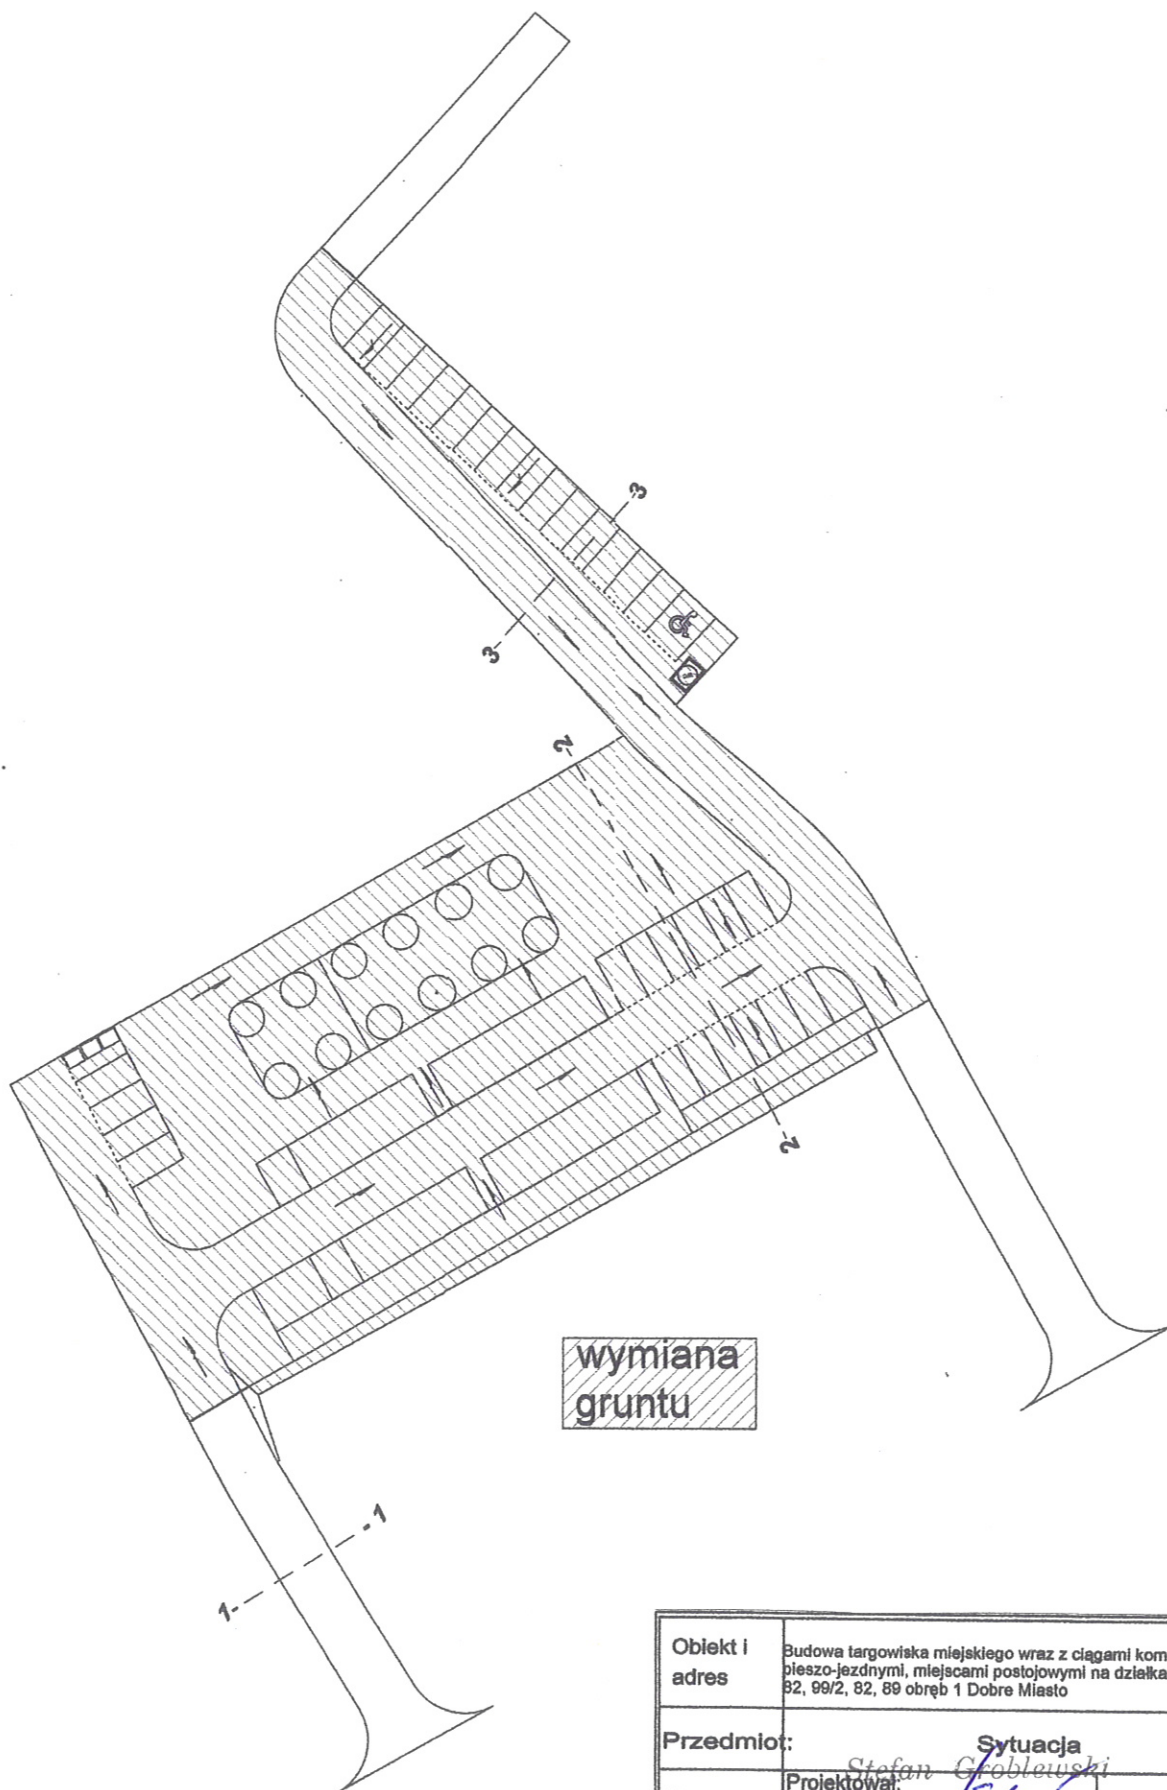 3
3
2
2
wymiana
gruntu
1
1
Obiekt i
adres
Budowa targowiska miejskiego wraz z ciągami kom
pieszo-jezdnymi, miejscami postojowymi na działka
82, 99/2, 82, 89 obręb 1 Dobre Miasto
Przedmiot:
Sytuacja
Stefan Groblewski
Projektował: